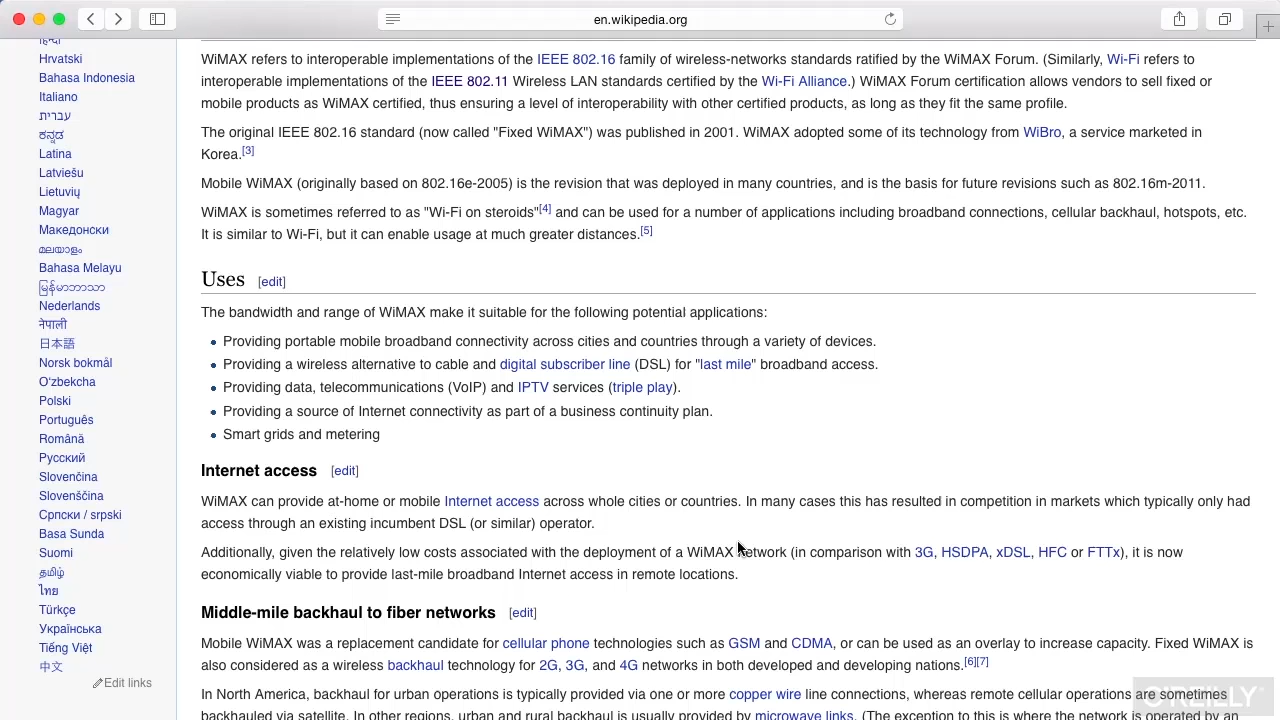 en.wikipedia.org
हिन्दी
Hrvatski
Bahasa Indonesia
Italiano
עברית
ಕನ್ನಡ
Latina
Latviešu
Lietuvių
Magyar
Македонски
മലയാളം
Bahasa Melayu
မြန်မာဘာသာ
Nederlands
नेपाली
日本語
Norsk bokmål
O'zbekcha
Polski
Português
Română
Русский
Slovenčina
Slovenščina
Српски / srpski
Basa Sunda
Suomi
தமிழ்
ไทย
Türkçe
Українська
Tiếng Việt
中文
Edit links
WiMAX refers to interoperable implementations of the IEEE 802.16 family of wireless-networks standards ratified by the WiMAX Forum. (Similarly, Wi-Fi refers to
interoperable implementations of the IEEE 802.11 Wireless LAN standards certified by the Wi-Fi Alliance.) WiMAX Forum certification allows vendors to sell fixed or
mobile products as WiMAX certified, thus ensuring a level of interoperability with other certified products, as long as they fit the same profile.
The original IEEE 802.16 standard (now called "Fixed WiMAX") was published in 2001. WiMAX adopted some of its technology from WiBro, a service marketed in
Korea.[3]
Mobile WiMAX (originally based on 802.16e-2005) is the revision that was deployed in many countries, and is the basis for future revisions such as 802.16m-2011.
WiMAX is sometimes referred to as "Wi-Fi on steroids"[4] and can be used for a number of applications including broadband connections, cellular backhaul, hotspots, etc.
It is similar to Wi-Fi, but it can enable usage at much greater distances.[5]
Uses [edit]
The bandwidth and range of WiMAX make it suitable for the following potential applications:
• Providing portable mobile broadband connectivity across cities and countries through a variety of devices.
• Providing a wireless alternative to cable and digital subscriber line (DSL) for "last mile" broadband access.
• Providing data, telecommunications (VoIP) and IPTV services (triple play).
• Providing a source of Internet connectivity as part of a business continuity plan.
• Smart grids and metering
Internet access [edit]
WiMAX can provide at-home or mobile Internet access across whole cities or countries. In many cases this has resulted in competition in markets which typically only had
access through an existing incumbent DSL (or similar) operator.
Additionally, given the relatively low costs associated with the deployment of a WiMAX network (in comparison with 3G, HSDPA, xDSL, HFC or FTTx), it is now
economically viable to provide last-mile broadband Internet access in remote locations.
Middle-mile backhaul to fiber networks [edit]
Mobile WiMAX was a replacement candidate for cellular phone technologies such as GSM and CDMA, or can be used as an overlay to increase capacity. Fixed WiMAX is
also considered as a wireless backhaul technology for 2G, 3G, and 4G networks in both developed and developing nations.[6][7]
In North America, backhaul for urban operations is typically provided via one or more copper wire line connections, whereas remote cellular operations are sometimes
backhauled via satellite. In other regions, urban and rural backhaul is usually provided by microwave links. (The exception to this is where the network is operated by an
O'REILLY